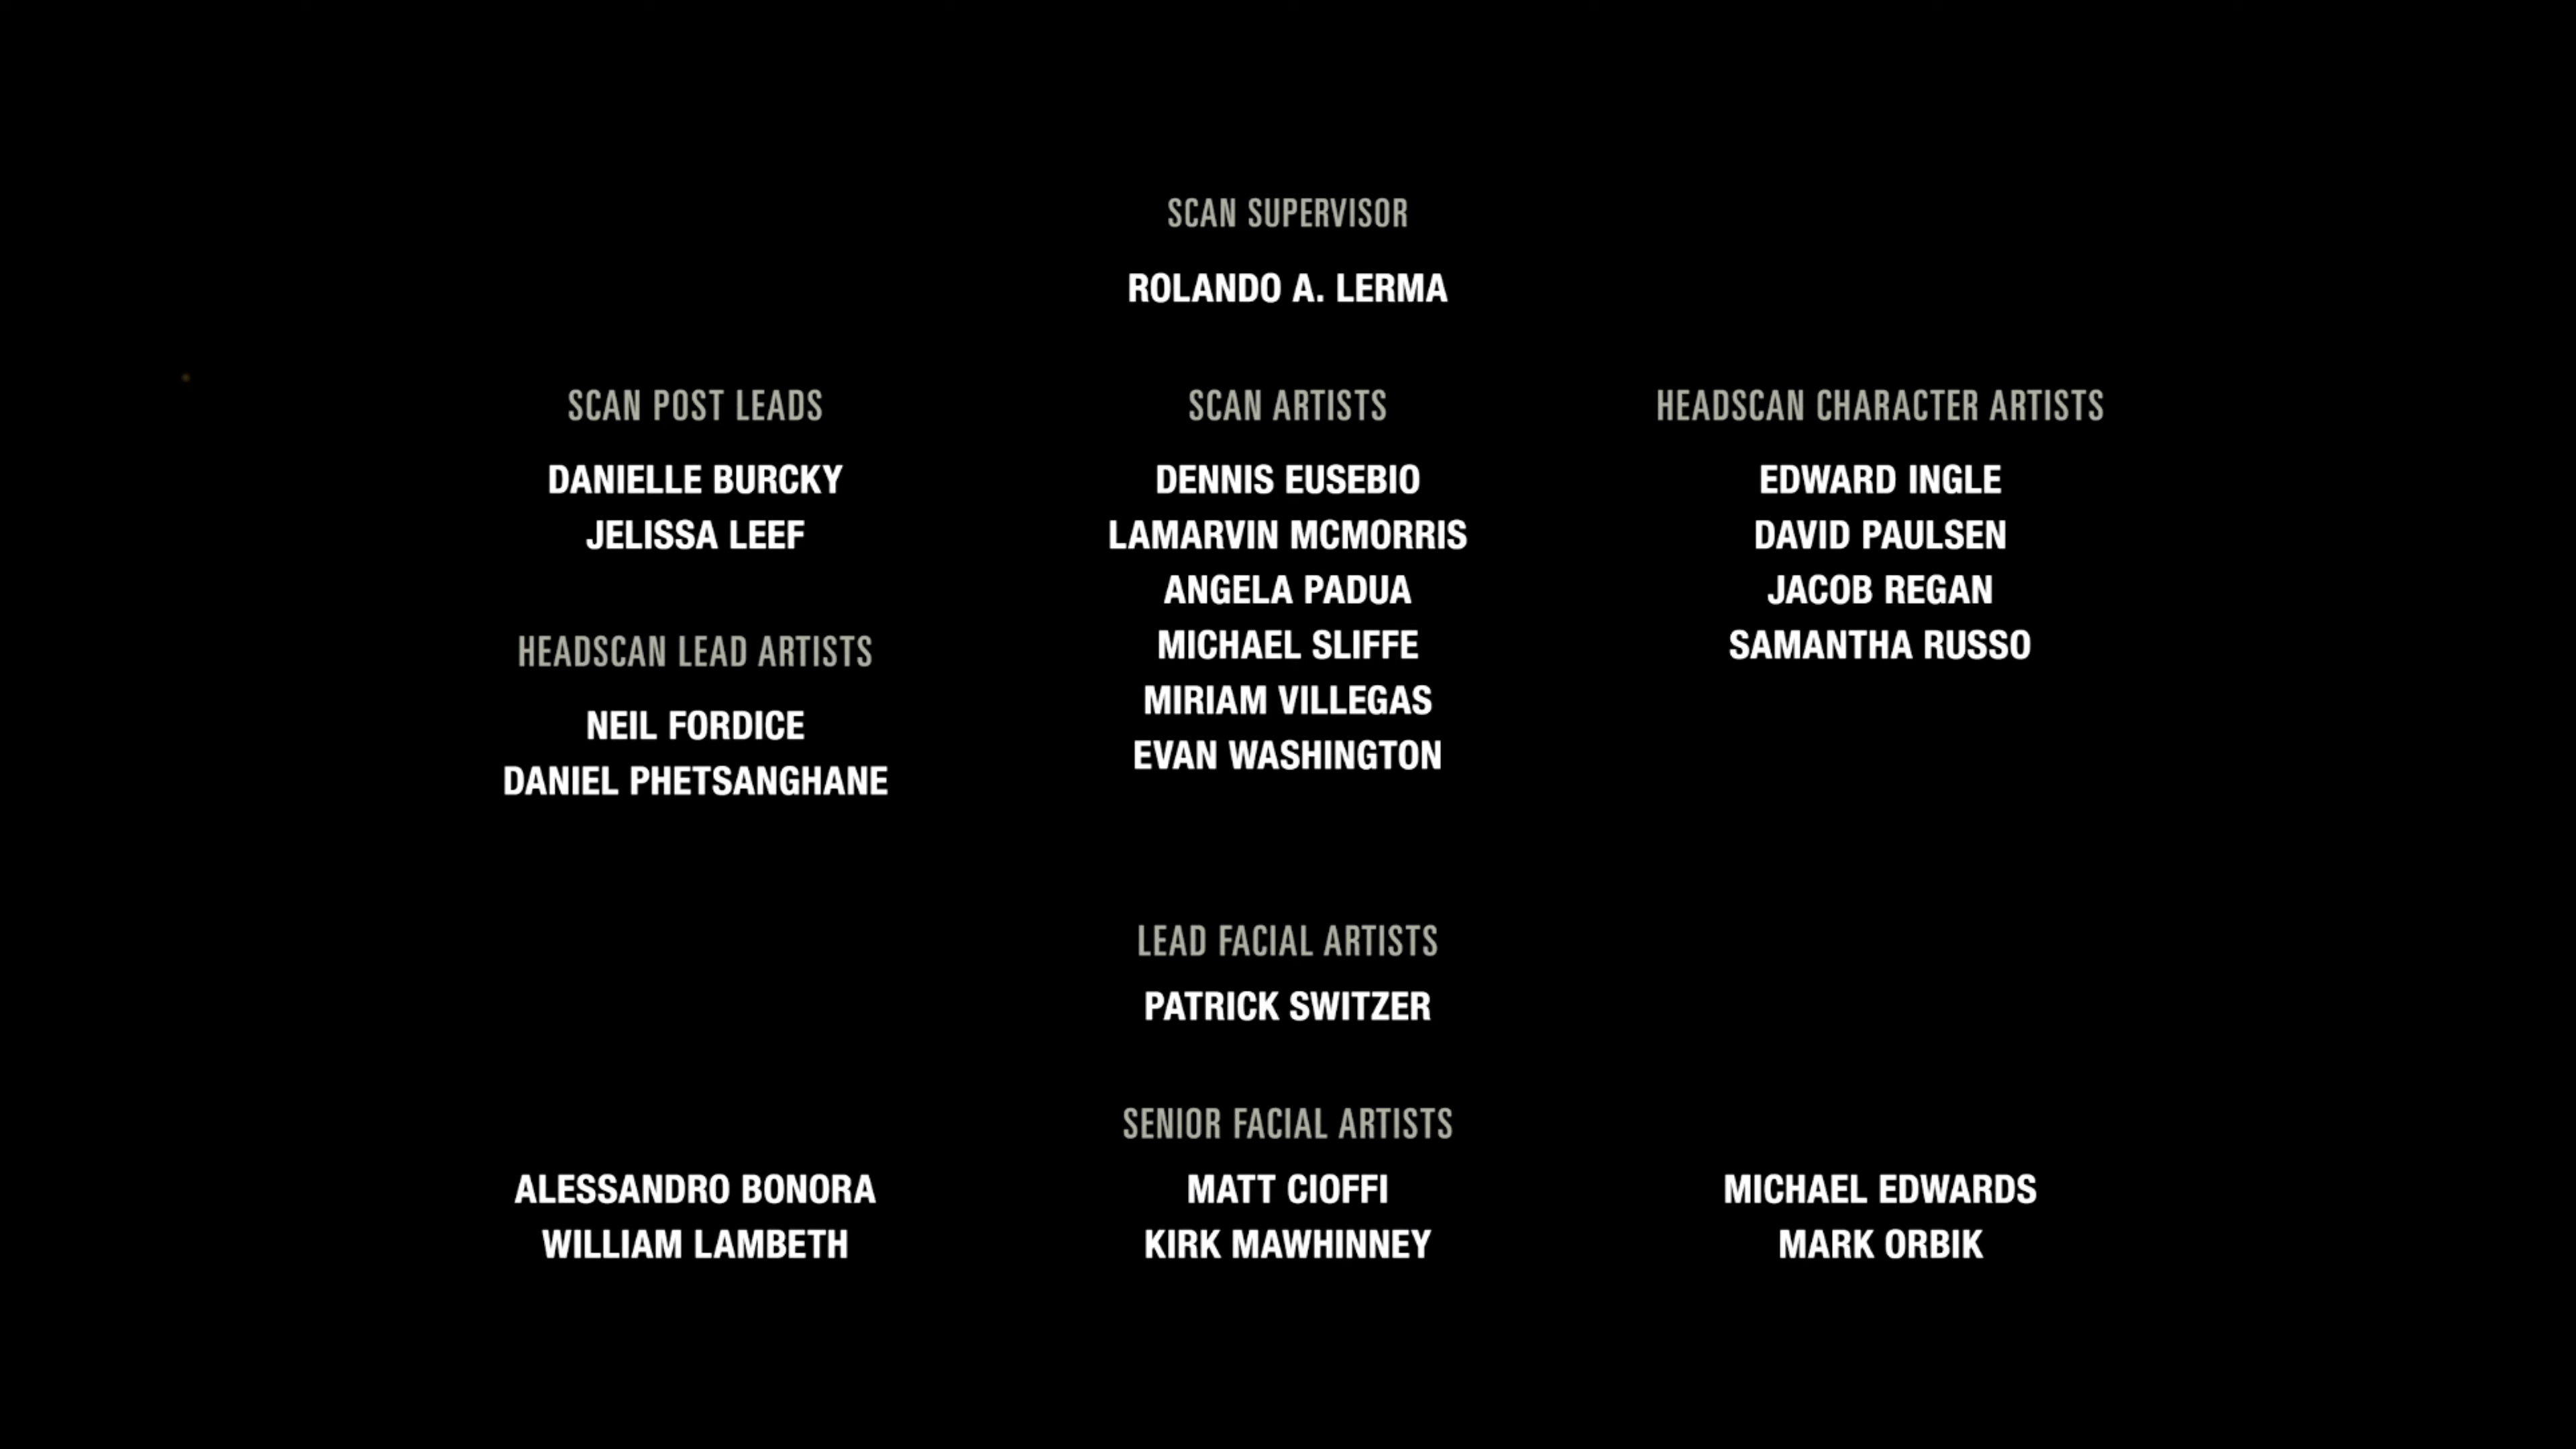 SCAN SUPERVISOR
ROLANDO A. LERMA
SCAN POST LEADS
DANIELLE BURCKY
JELISSA LEEF
HEADSCAN LEAD ARTISTS
NEIL FORDICE
DANIEL PHETSANGHANE
SCAN ARTISTS
DENNIS EUSEBIO
LAMARVIN MCMORRIS
ANGELA PADUA
MICHAEL SLIFFE
MIRIAM VILLEGAS
EVAN WASHINGTON
HEADSCAN CHARACTER ARTISTS
EDWARD INGLE
DAVID PAULSEN
JACOB REGAN
SAMANTHA RUSSO
LEAD FACIAL ARTISTS
PATRICK SWITZER
SENIOR FACIAL ARTISTS
ALESSANDRO BONORA
WILLIAM LAMBETH
MATT CIOFFI
KIRK MAWHINNEY
MICHAEL EDWARDS
MARK ORBIK